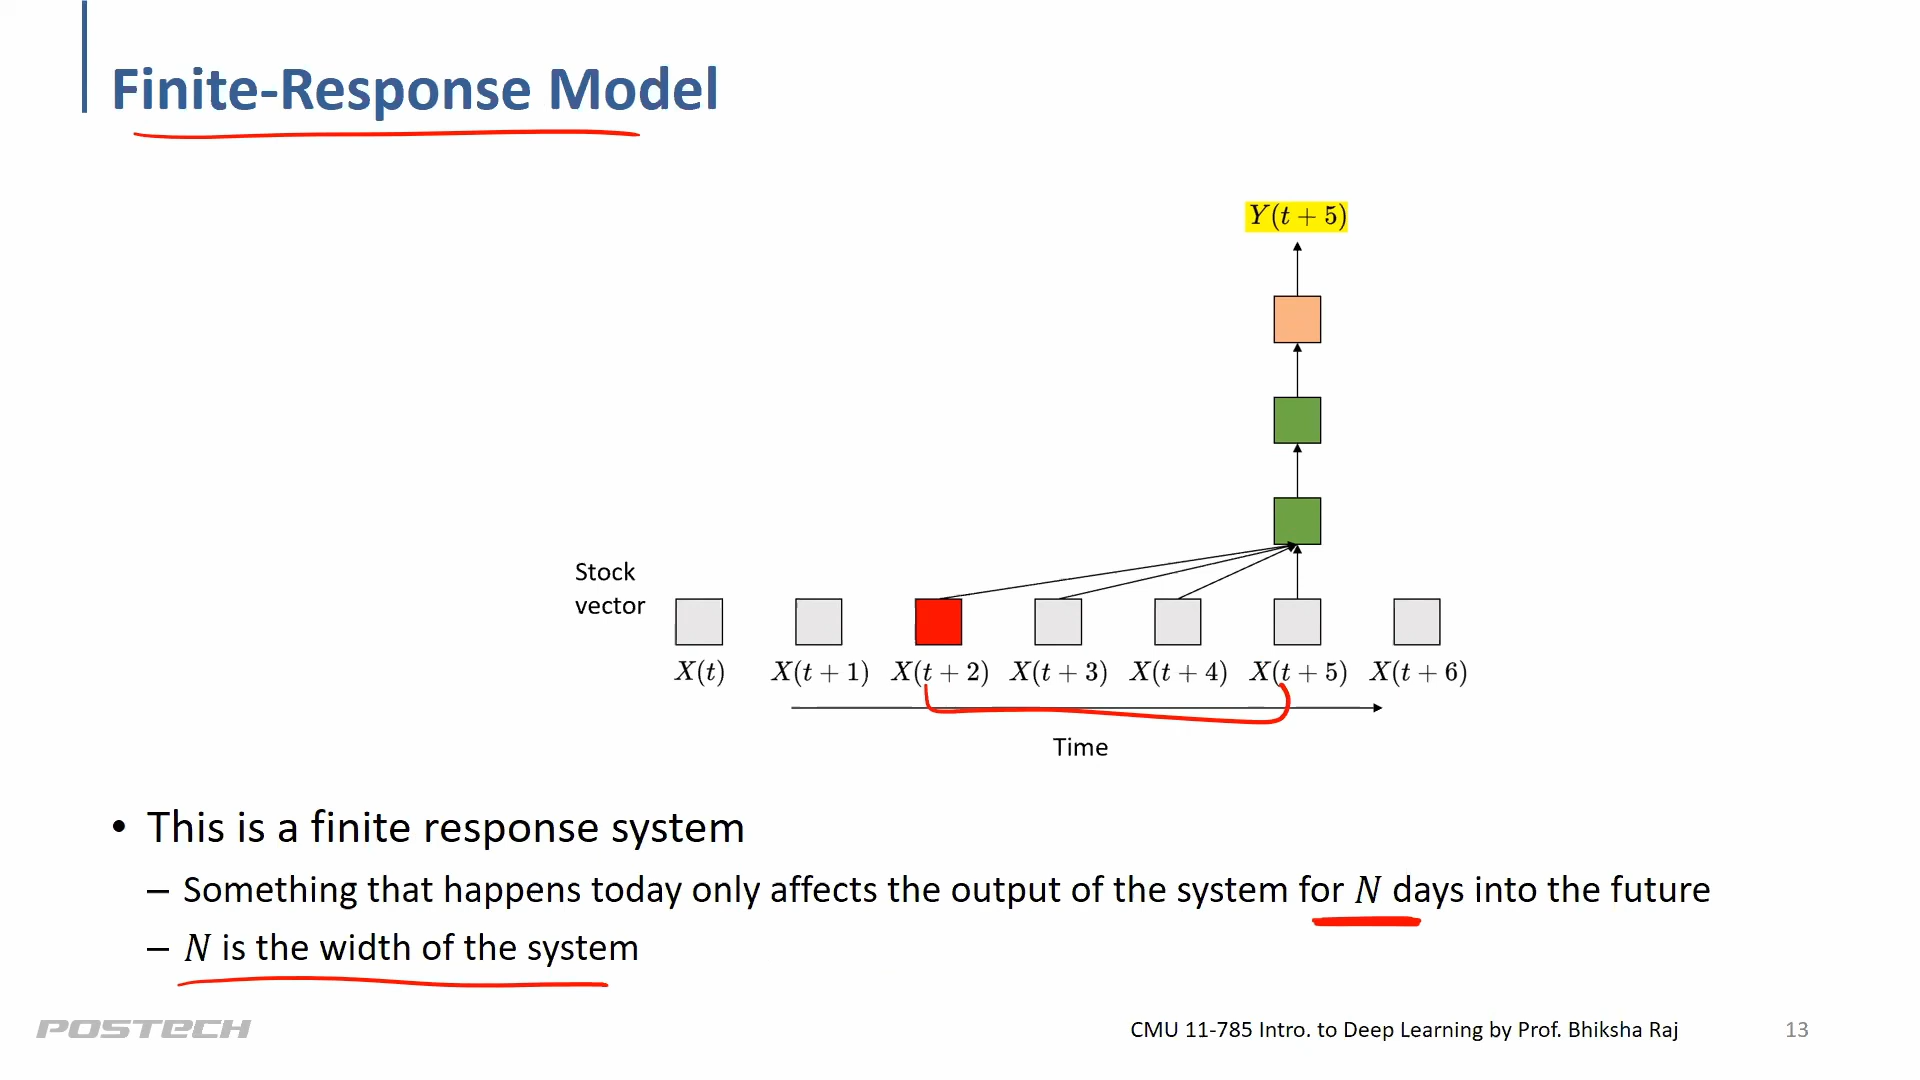 Finite-Response Model
Y(t + 5)
Stock
vector
X(t) X(t + 1) X(t + 2) X(t + 3) X(t + 4) X(t + 5) X(t + 6)
Time
• This is a finite response system
– Something that happens today only affects the output of the system for N days into the future
– N is the width of the system
POSTECH
CMU 11-785 Intro. to Deep Learning by Prof. Bhiksha Raj
13